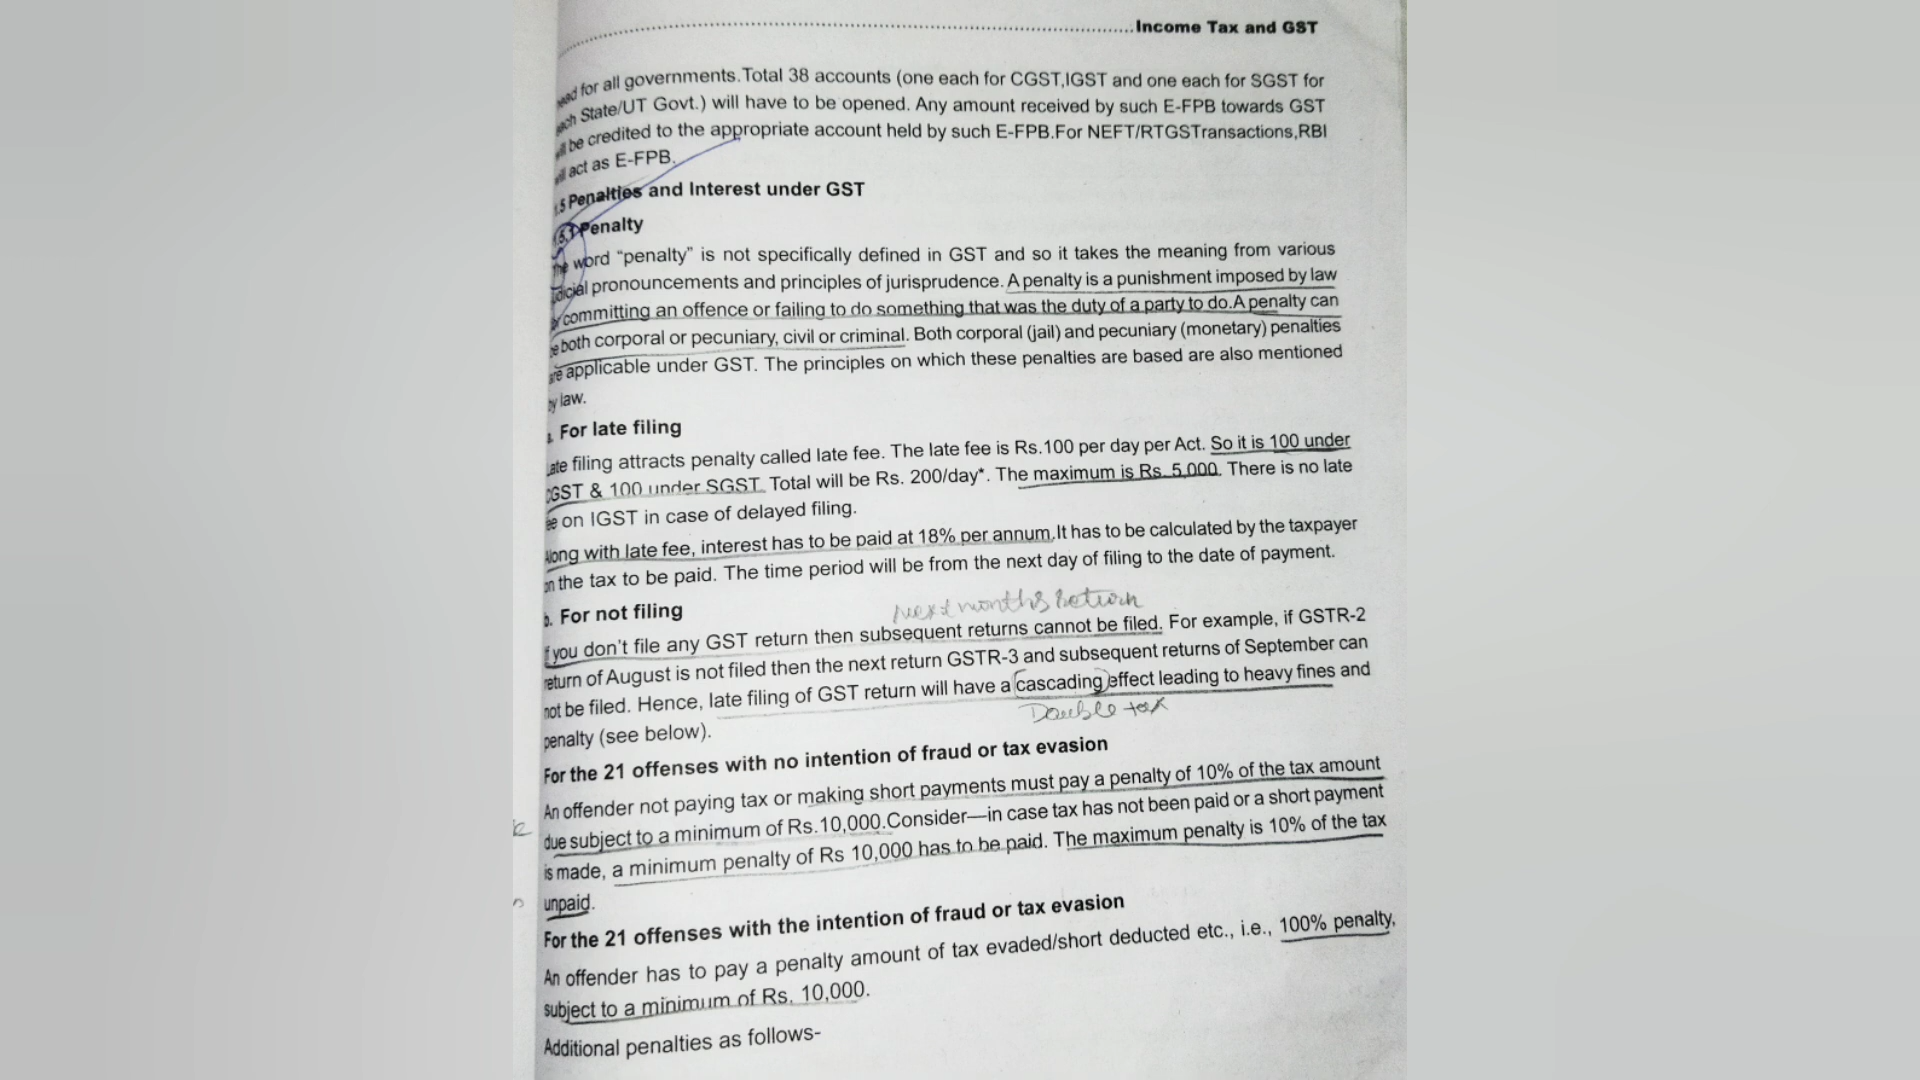 Income Tax and GST
for all governments.Total 38 accounts (one each for CGST,IGST and one each for SGST for
State/UT Govt.) will have to be opened. Any amount received by such E-FPB towards GST
be credited to the appropriate account held by such E-FPB.For NEFT/RTGSTransactions,RBI
act as E-FPB.
.5 Penalties and Interest under GST
Penalty
word “penalty” is not specifically defined in GST and so it takes the meaning from various
pronouncements and principles of jurisprudence. A penalty is a punishment imposed by law
committing an offence or failing to do something that was the duty of a party to do.A penalty can
both corporal or pecuniary, civil or criminal. Both corporal (jail) and pecuniary (monetary) penalties
applicable under GST. The principles on which these penalties are based are also mentioned
law.
For late filing
filing attracts penalty called late fee. The late fee is Rs.100 per day per Act. So it is 100 under
GST & 100 under SGST. Total will be Rs. 200/day*. The maximum is Rs. 5,000. There is no late
on IGST in case of delayed filing.
Along with late fee, interest has to be paid at 18% per annum.It has to be calculated by the taxpayer
on the tax to be paid. The time period will be from the next day of filing to the date of payment.
b. For not filing
Next months return
you don't file any GST return then subsequent returns cannot be filed. For example, if GSTR-2
return of August is not filed then the next return GSTR-3 and subsequent returns of September can
not be filed. Hence, late filing of GST return will have a cascading effect leading to heavy fines and
Double tax
penalty (see below).
For the 21 offenses with no intention of fraud or tax evasion
An offender not paying tax or making short payments must pay a penalty of 10% of the tax amount
due subject to a minimum of Rs.10,000.Consider—in case tax has not been paid or a short payment
is made, a minimum penalty of Rs 10,000 has to be paid. The maximum penalty is 10% of the tax
unpaid.
For the 21 offenses with the intention of fraud or tax evasion
An offender has to pay a penalty amount of tax evaded/short deducted etc., i.e., 100% penalty,
subject to a minimum of Rs. 10,000.
Additional penalties as follows-